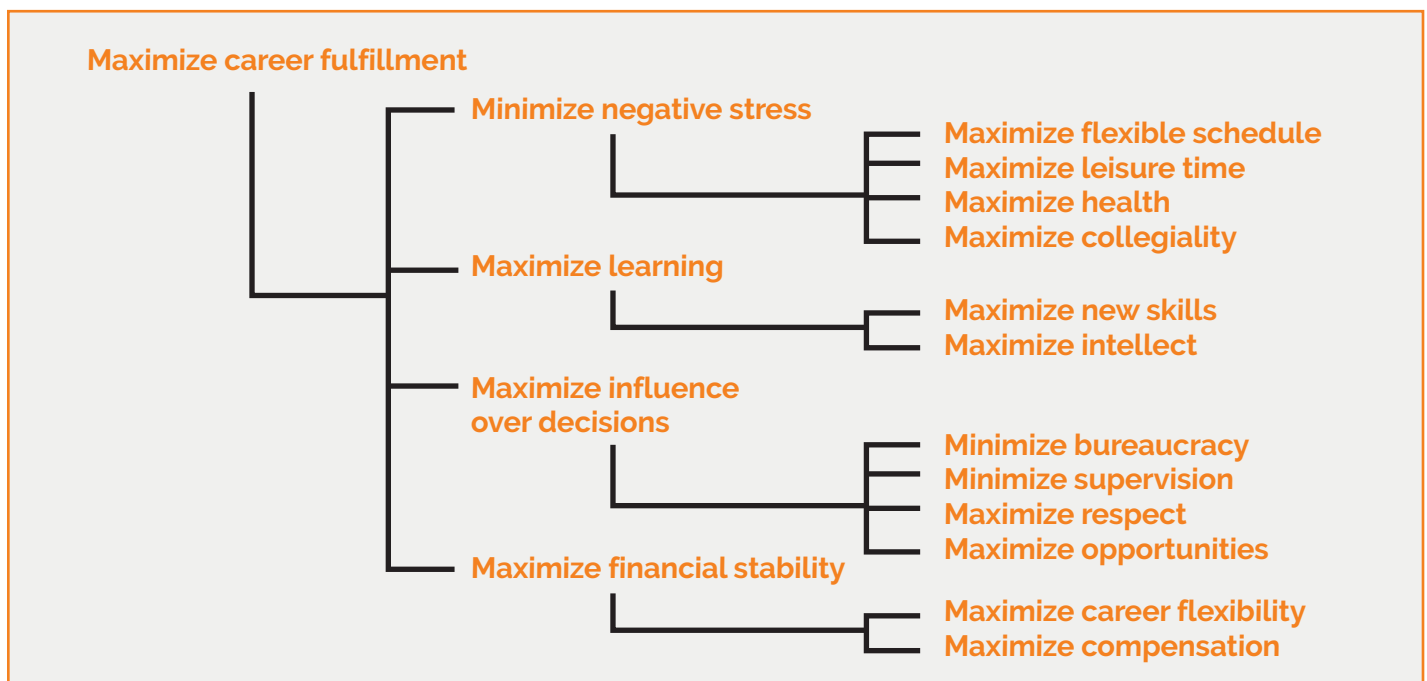 Maximize career fulfillment
Minimize negative stress
Maximize flexible schedule
Maximize leisure time
Maximize health
Maximize collegiality
Maximize learning
Maximize new skills
Maximize intellect
Maximize influence
over decisions
Minimize bureaucracy
Minimize supervision
Maximize respect
Maximize opportunities
Maximize financial stability
Maximize career flexibility
Maximize compensation